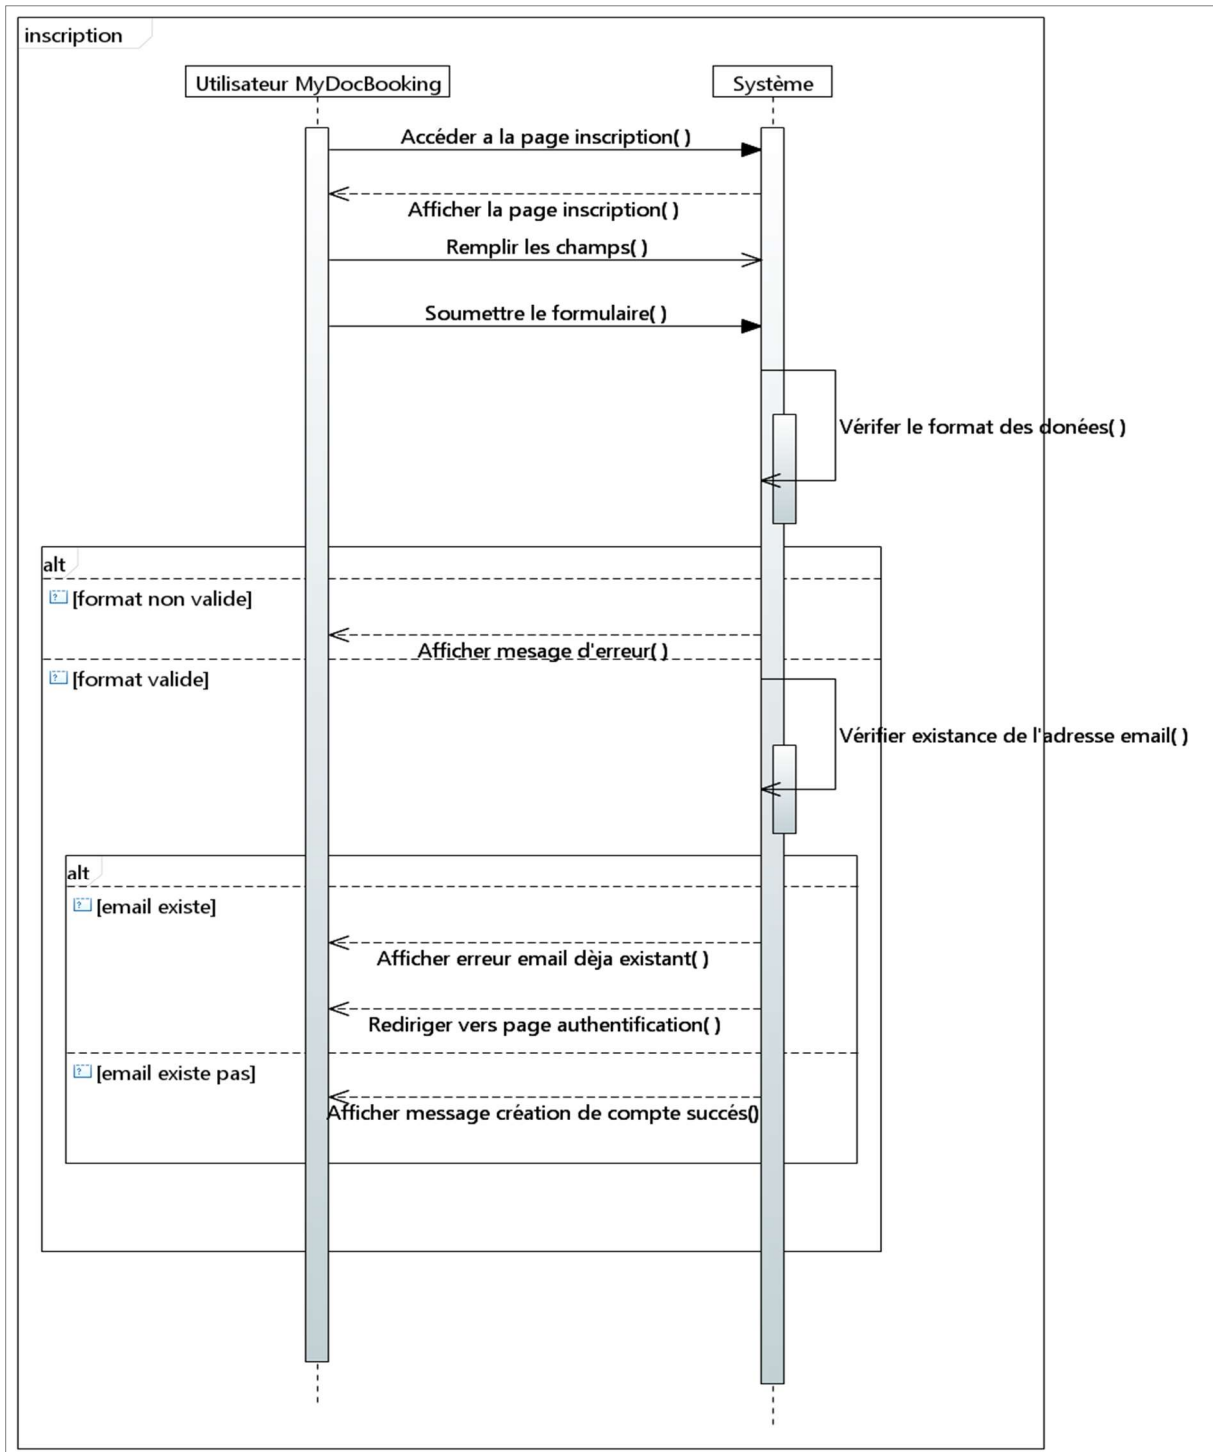 inscription
Utilisateur MyDocBooking
Système
Accéder a la page inscription( )
Afficher la page inscription( )
Remplir les champs( )
Soumettre le formulaire( )
Vérifer le format des donées( )
alt
[format non valide]
Afficher mesage d'erreur( )
[format valide]
Vérifier existance de l'adresse email( )
alt
[email existe]
Afficher erreur email dèja existant( )
Rediriger vers page authentification( )
[email existe pas]
Afficher message création de compte succés()